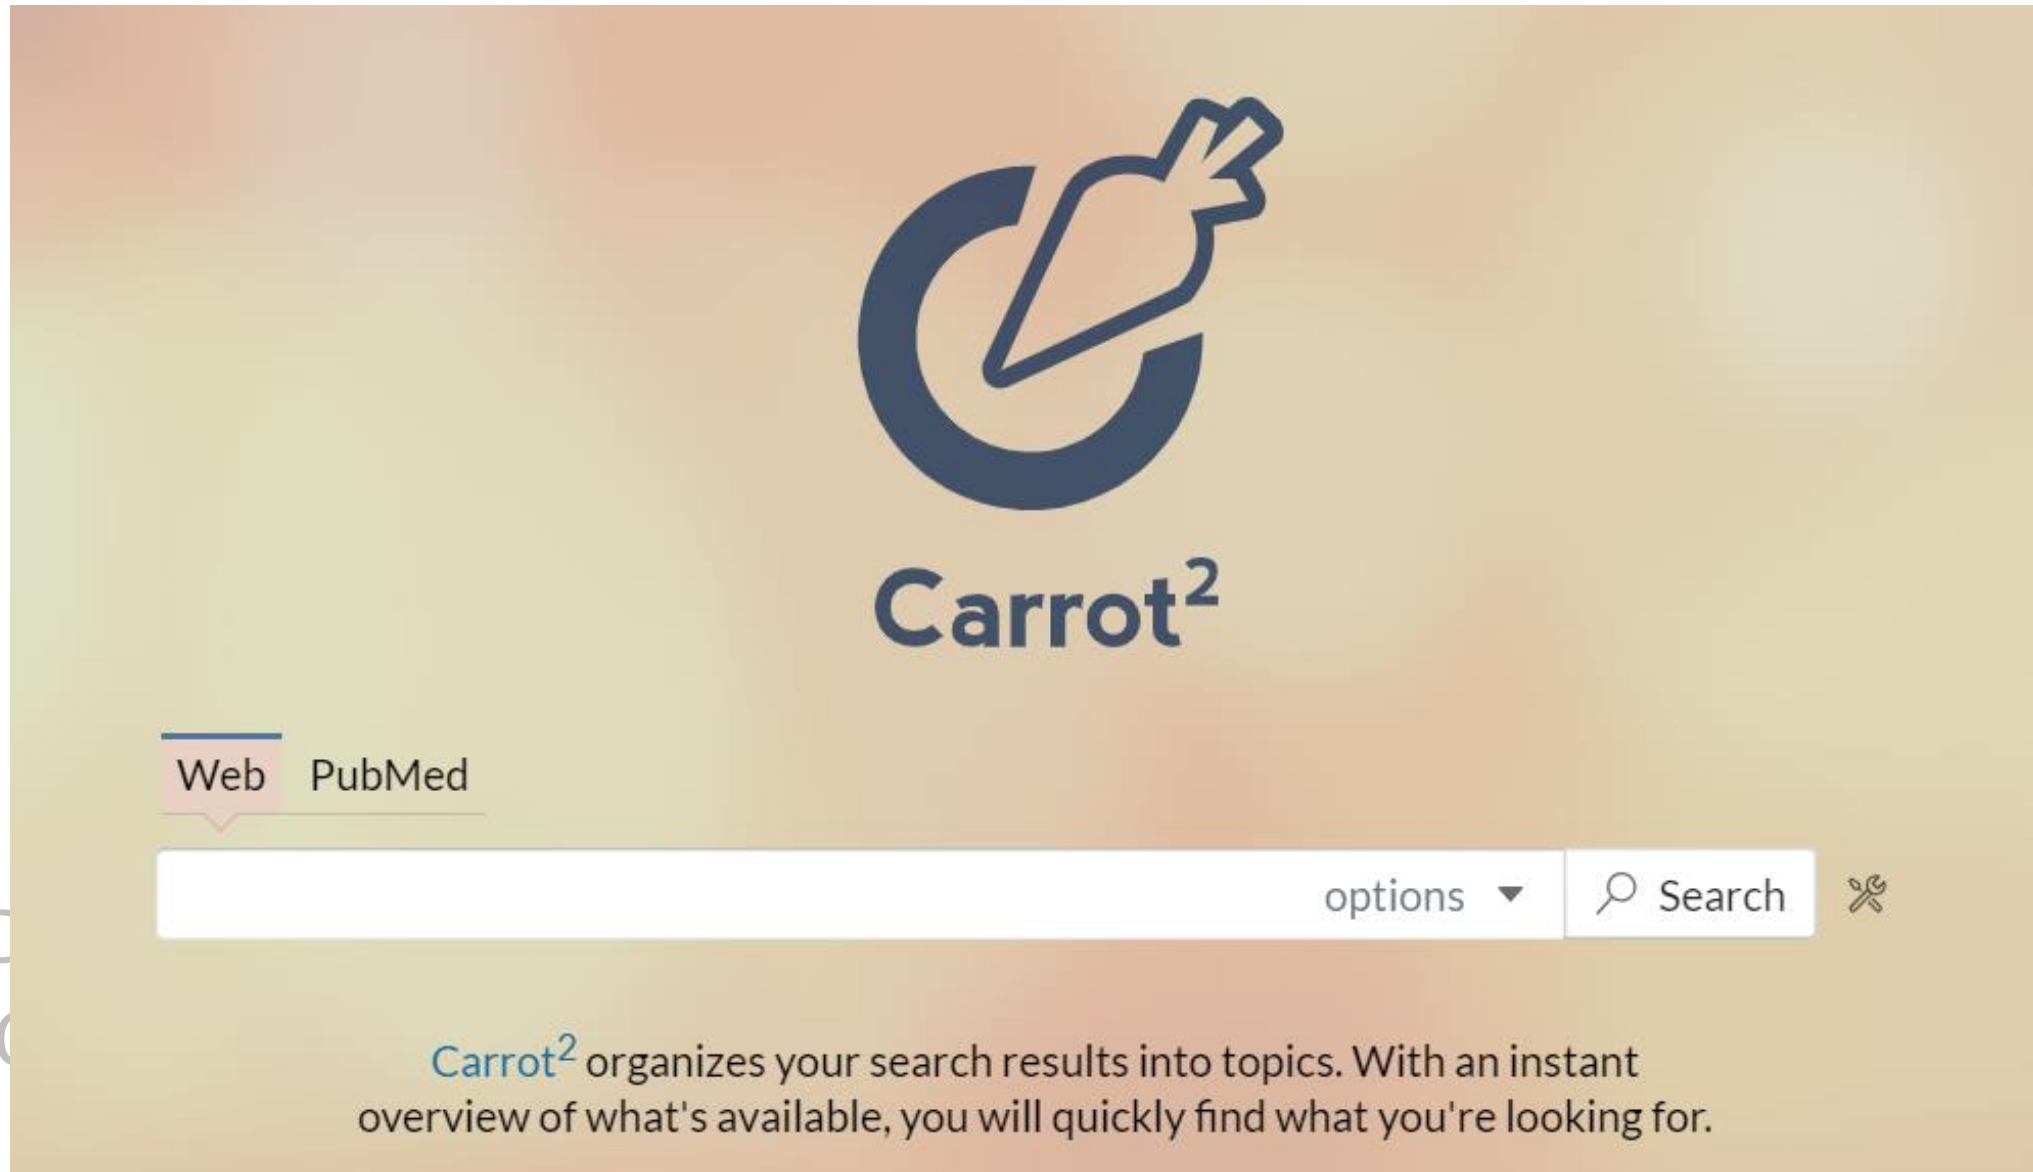 Carrot²
Web PubMed
options Search
Carrot² organizes your search results into topics. With an instant
overview of what's available, you will quickly find what you're looking for.